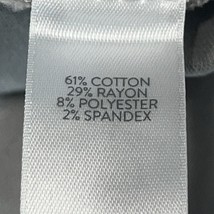 61% COTTON
29% RAYON
8% POLYESTER
2% SPANDEX